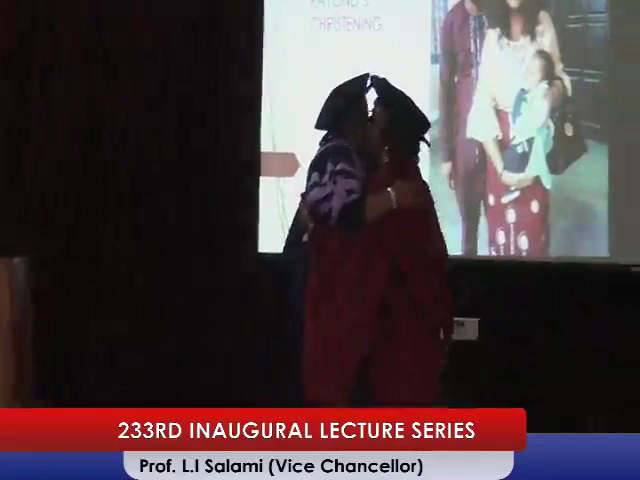 CHRISTENING
233RD INAUGURAL LECTURE SERIES
Prof. L.I Salami (Vice Chancellor)